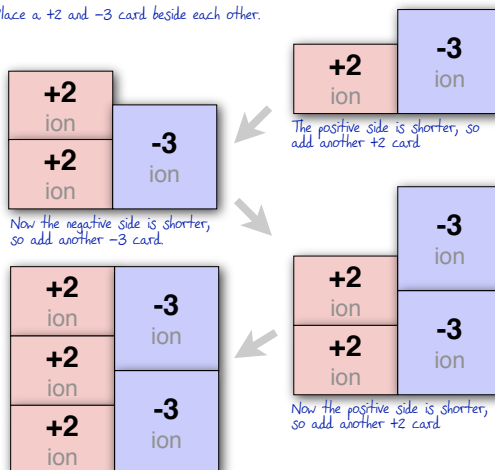 Place a +2 and -3 card beside each other.
+2
ion
-3
ion
The positive side is shorter, so
add another +2 card
+2
ion
+2
ion
-3
ion
Now the negative side is shorter,
so add another -3 card.
+2
ion
+2
ion
-3
ion
-3
ion
Now the positive side is shorter,
so add another +2 card
+2
ion
+2
ion
+2
ion
-3
ion
-3
ion